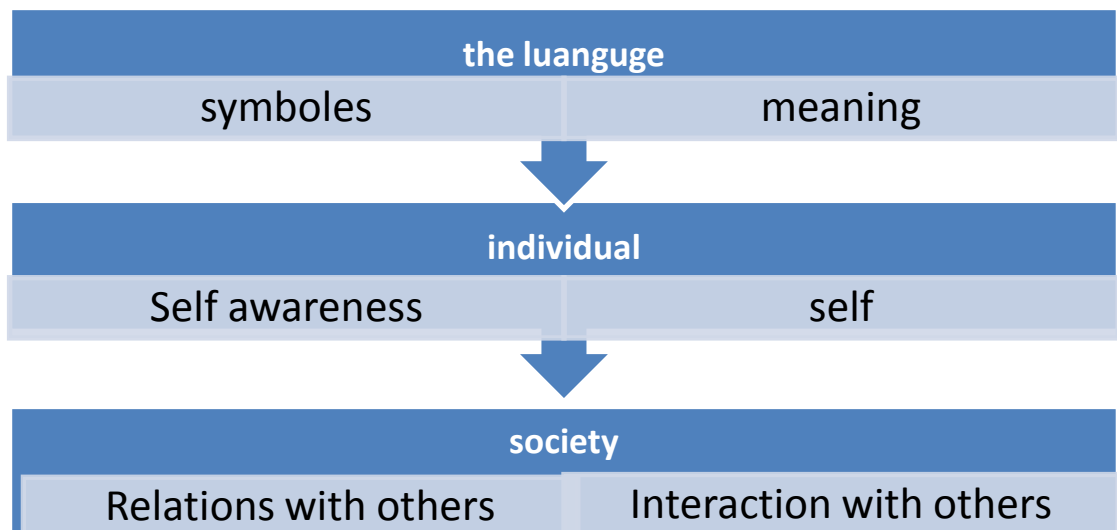 the luanguge
symboles meaning
individual
Self awareness self
society
Relations with others Interaction with others